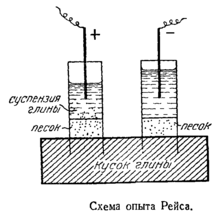 + −
суспензия
глины
песок
песок
Кусок глины
Схема опыта Рейса.